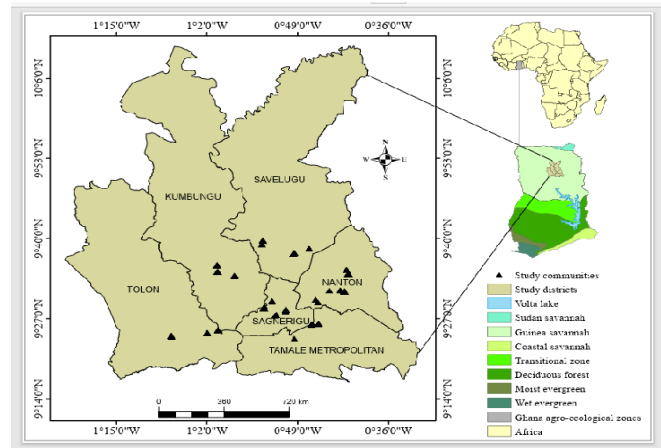 1°15'0"W 1°2'0"W 0°49'0"W 0°36'0"W
10°6'0"N
9°53'0"N
9°40'0"N
9°27'0"N
9°14'0"N
10°6'0"N
9°53'0"N
9°40'0"N
9°27'0"N
9°14'0"N
N
W E
S
SAVELUGU
KUMBUNGU
TOLON
NANTON
SAGNERIGU
TAMALE METROPOLITAN
0 360 720 km
1°15'0"W 1°2'0"W 0°49'0"W 0°36'0"W
Study communities
Study districts
Volta lake
Sudan savannah
Guinea savannah
Coastal savannah
Transitional zone
Deciduous forest
Moist evergreen
Wet evergreen
Ghana agro-ecological zones
Africa